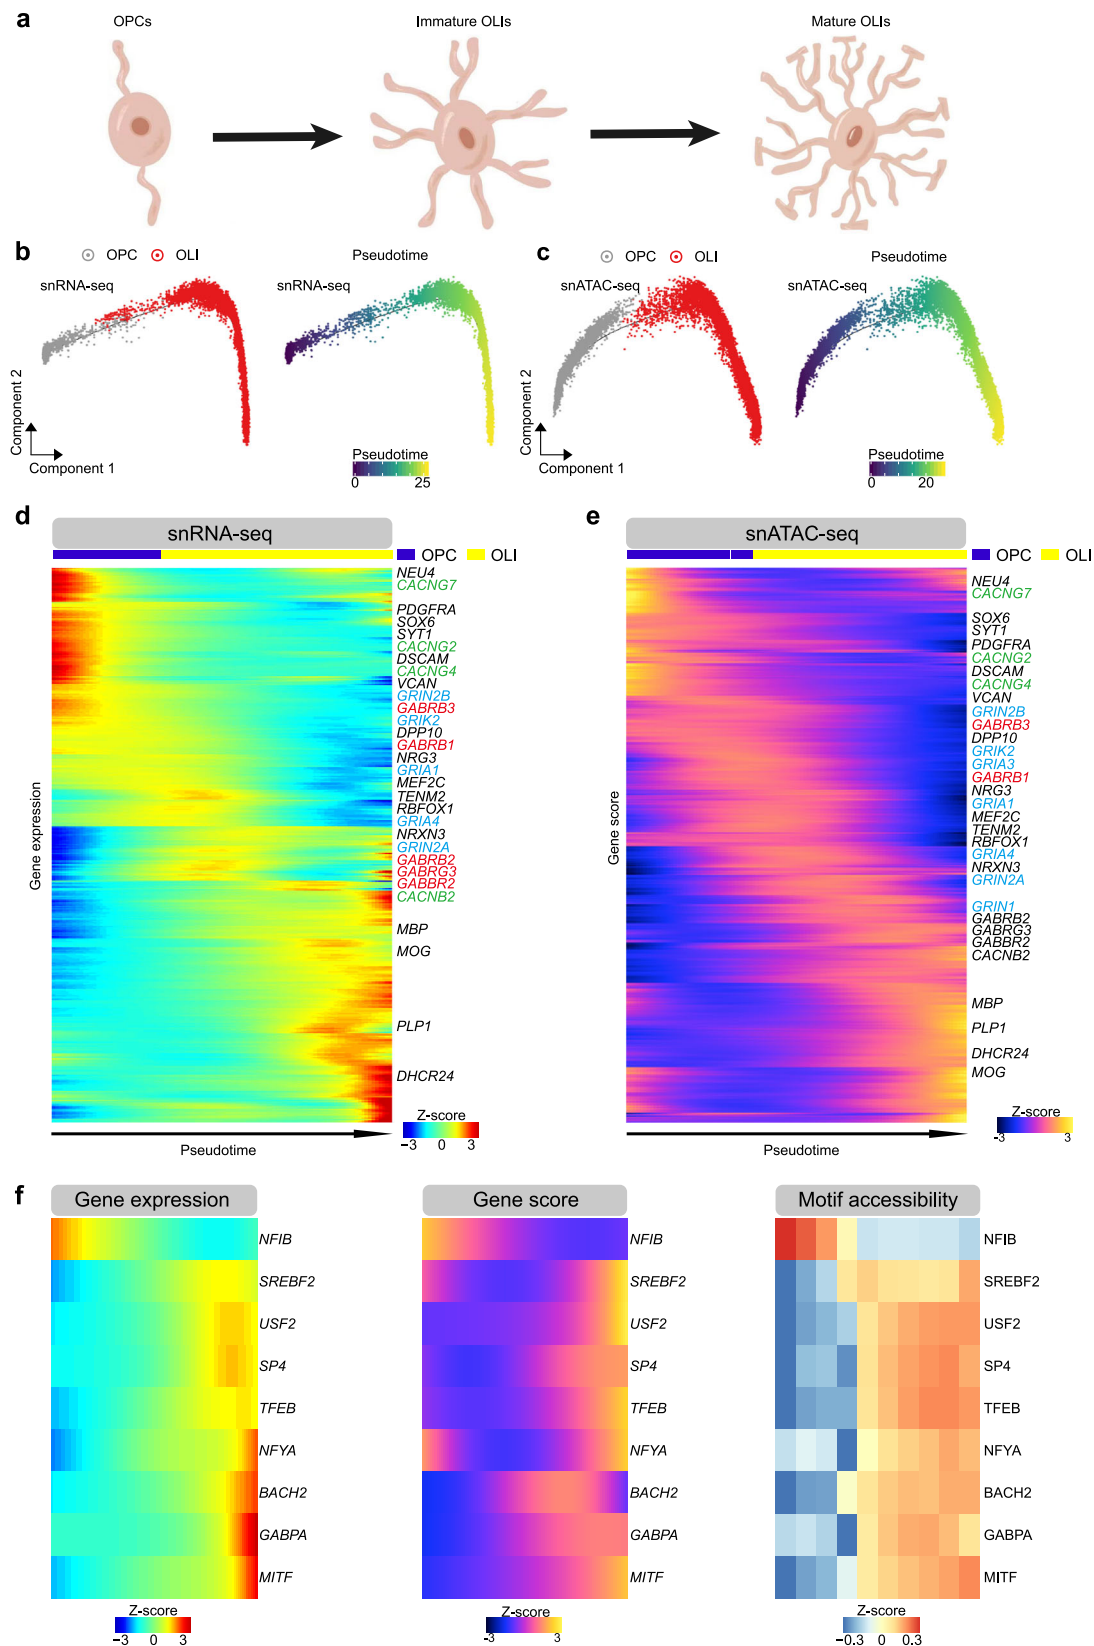 a
OPCs
Immature OLIs
Mature OLIs
b
OPC
OLI
Pseudotime
snRNA-seq
snRNA-seq
Component 2
Component 1
Pseudotime
0
25
c
OPC
OLI
Pseudotime
snATAC-seq
snATAC-seq
Component 2
Component 1
Pseudotime
0
20
d
snRNA-seq
OPC
OLI
Gene expression
NEU4
CACNG7
PDGFRA
SOX6
SYT1
CACNG2
DSCAM
CACNG4
VCAN
GRIN2B
GABRB3
GRIK2
DPP10
GABRB1
NRG3
GRIA1
MEF2C
TENM2
RBFOX1
GRIA4
NRXN3
GRIN2A
GABRB2
GABRG3
GABBR2
CACNB2
MBP
MOG
PLP1
DHCR24
Z-score
−3
0
3
Pseudotime
e
snATAC-seq
OPC
OLI
Gene score
NEU4
CACNG7
SOX6
SYT1
PDGFRA
CACNG2
DSCAM
CACNG4
VCAN
GRIN2B
GABRB3
DPP10
GRIK2
GRIA3
GABRB1
NRG3
GRIA1
MEF2C
TENM2
RBFOX1
GRIA4
NRXN3
GRIN2A
GRIN1
GABRB2
GABRG3
GABBR2
CACNB2
MBP
PLP1
DHCR24
MOG
Z-score
-3
3
Pseudotime
f
Gene expression
NFIB
SREBF2
USF2
SP4
TFEB
NFYA
BACH2
GABPA
MITF
Z-score
−3
0
3
Gene score
NFIB
SREBF2
USF2
SP4
TFEB
NFYA
BACH2
GABPA
MITF
Z-score
-3
3
Motif accessibility
NFIB
SREBF2
USF2
SP4
TFEB
NFYA
BACH2
GABPA
MITF
Z-score
−0.3
0
0.3